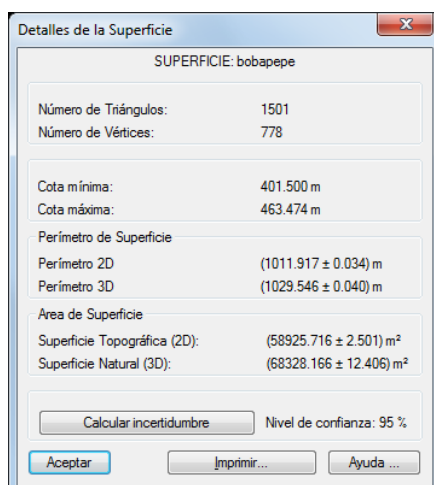 Detalles de la Superficie
SUPERFICIE: bobapepe
Número de Triángulos: 1501
Número de Vértices: 778
Cota mínima: 401.500 m
Cota máxima: 463.474 m
Perímetro de Superficie
Perímetro 2D (1011.917 ± 0.034) m
Perímetro 3D (1029.546 ± 0.040) m
Area de Superficie
Superficie Topográfica (2D): (58925.716 ± 2.501) m²
Superficie Natural (3D): (68328.166 ± 12.406) m²
Calcular incertidumbre Nivel de confianza: 95 %
Aceptar Imprimir... Ayuda ...